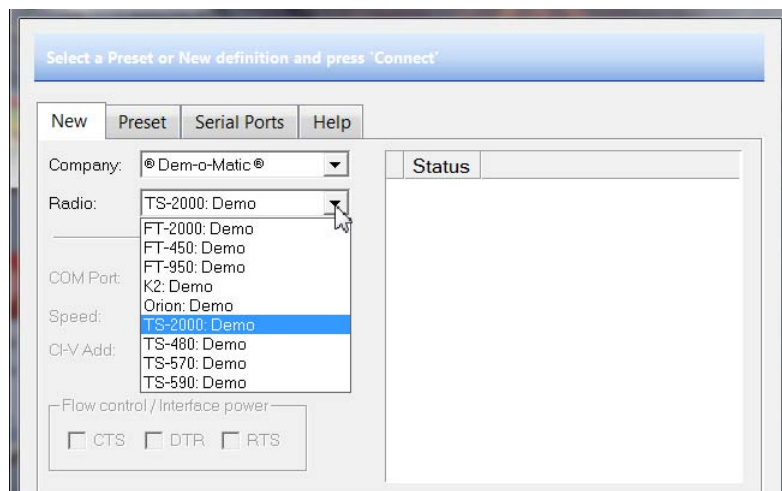 Select a Preset or New definition and press 'Connect'
New Preset Serial Ports Help
Company: ® Dem-o-Matic ®
Status
Radio: TS-2000: Demo
FT-2000: Demo
FT-450: Demo
FT-950: Demo
K2: Demo
Orion: Demo
TS-2000: Demo
TS-480: Demo
TS-570: Demo
TS-590: Demo
COM Port:
Speed:
CI-V Add:
Flow control / Interface power
CTS DTR RTS